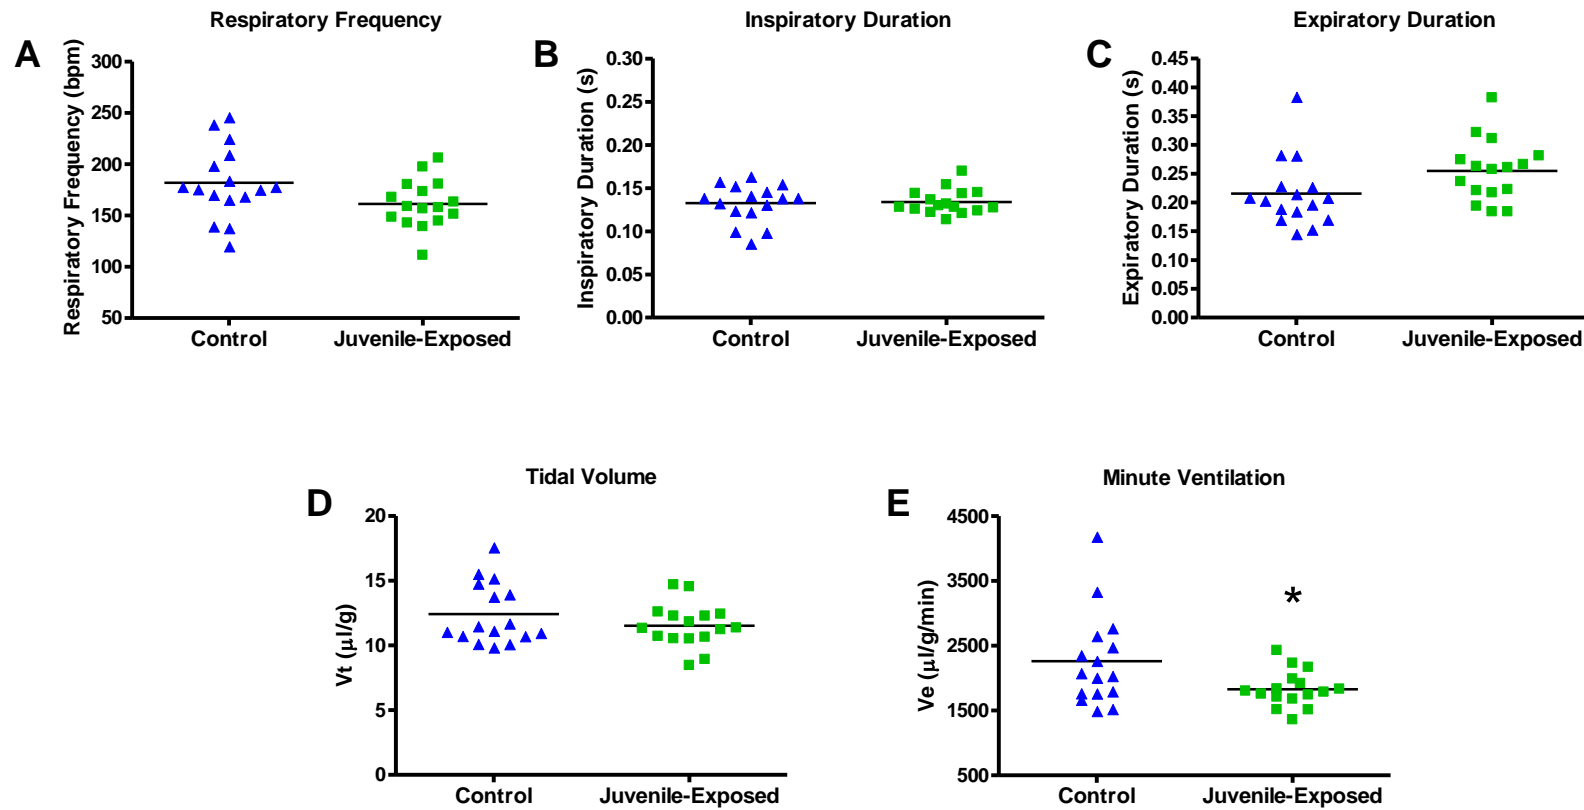 Respiratory Frequency
A
Respiratory Frequency (bpm)
300
250
200
150
100
50
Control
Juvenile-Exposed
Inspiratory Duration
B
Inspiratory Duration (s)
0.30
0.25
0.20
0.15
0.10
0.05
0.00
Control
Juvenile-Exposed
Expiratory Duration
C
Expiratory Duration (s)
0.45
0.40
0.35
0.30
0.25
0.20
0.15
0.10
0.05
0.00
Control
Juvenile-Exposed
Tidal Volume
D
Vt (μl/g)
20
15
10
5
0
Control
Juvenile-Exposed
Minute Ventilation
E
Ve (μl/g/min)
4500
3500
2500
1500
500
*
Control
Juvenile-Exposed